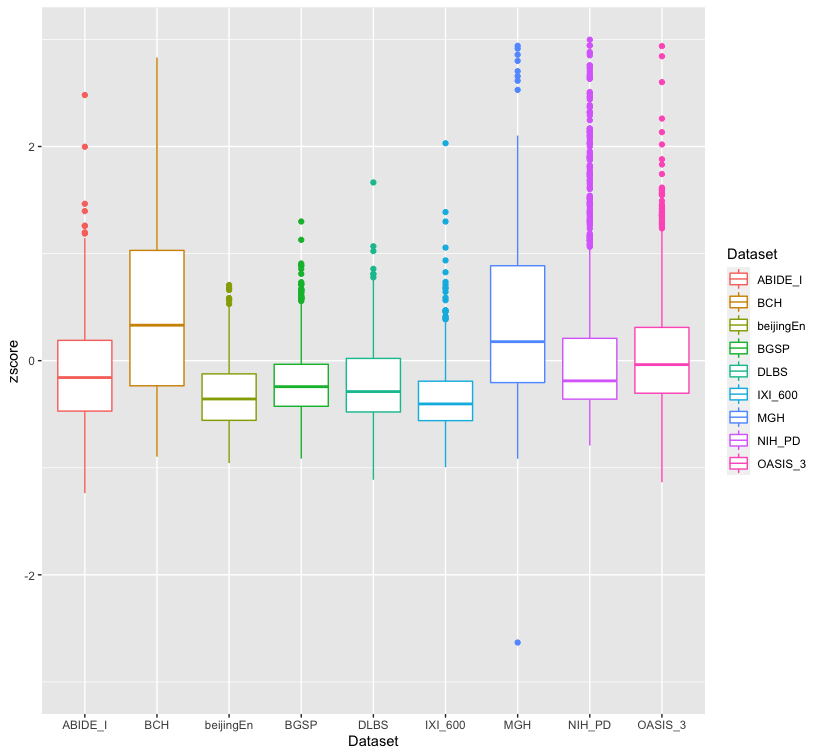 zscore
2
0
-2
ABIDE_I BCH beijingEn BGSP DLBS IXI_600 MGH NIH_PD OASIS_3
Dataset
Dataset
ABIDE_I
BCH
beijingEn
BGSP
DLBS
IXI_600
MGH
NIH_PD
OASIS_3